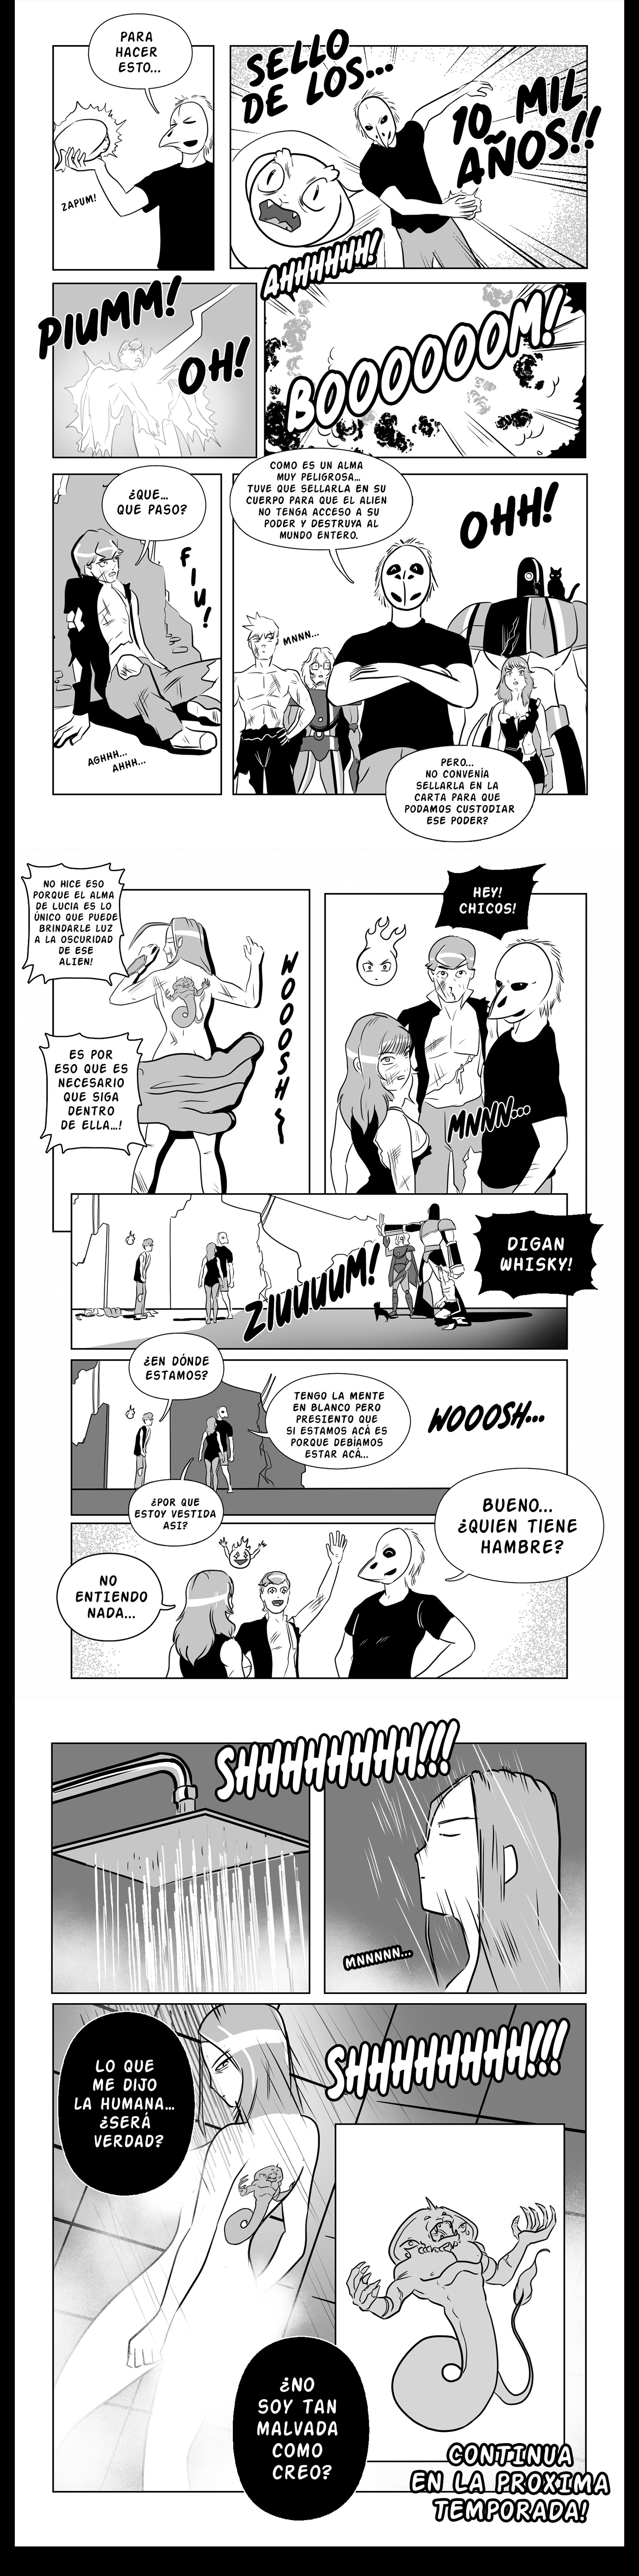 PARA
HACER
ESTO...
ZAPUM!
SELLO
DE LOS...
10 MIL
AÑOS!!
AHHHHHH!
PIUMM!
OH!
BOOOOOOM!
¿QUE...
QUE PASO?
FIU!
AGHHH...
AHHH...
COMO ES UN ALMA
MUY PELIGROSA...
TUVE QUE SELLARLA EN SU
CUERPO PARA QUE EL ALIEN
NO TENGA ACCESO A SU
PODER Y DESTRUYA AL
MUNDO ENTERO.
OHH!
MNNN...
PERO...
NO CONVENÍA
SELLARLA EN LA
CARTA PARA QUE
PODAMOS CUSTODIAR
ESE PODER?
NO HICE ESO
PORQUE EL ALMA
DE LUCIA ES LO
ÚNICO QUE PUEDE
BRINDARLE LUZ
A LA OSCURIDAD
DE ESE
ALIEN!
ES POR
ESO QUE ES
NECESARIO
QUE SIGA
DENTRO
DE ELLA...!
WOOOSH
HEY!
CHICOS!
MNNN...
DIGAN
WHISKY!
ZIUUUUM!
¿EN DÓNDE
ESTAMOS?
TENGO LA MENTE
EN BLANCO PERO
PRESIENTO QUE
SI ESTAMOS ACÁ ES
PORQUE DEBÍAMOS
ESTAR ACÁ...
WOOOSH...
¿POR QUE
ESTOY VESTIDA
ASI?
BUENO...
¿QUIEN TIENE
HAMBRE?
NO
ENTIENDO
NADA...
SHHHHHHHH!!!
MNNNNN...
LO QUE
ME DIJO
LA HUMANA...
¿SERÁ
VERDAD?
SHHHHHHHH!!!
¿NO
SOY TAN
MALVADA
COMO
CREO?
CONTINUA
EN LA PROXIMA
TEMPORADA!